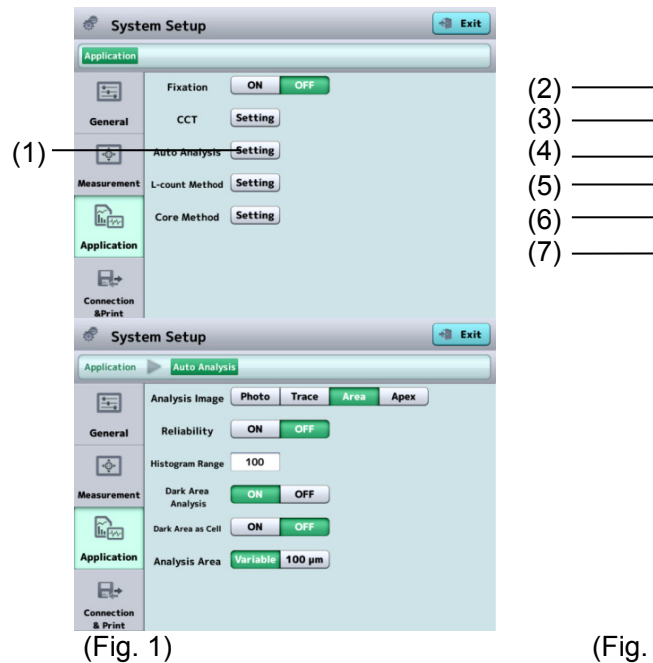 System Setup
Exit
Application
General
Measurement
Application
Connection
&Print
Fixation ON OFF
CCT Setting
Auto Analysis Setting
L-count Method Setting
Core Method Setting
(1)
(2)
(3)
(4)
(5)
(6)
(7)
System Setup
Exit
Application Auto Analysis
General
Measurement
Application
Connection
& Print
Analysis Image Photo Trace Area Apex
Reliability ON OFF
Histogram Range 100
Dark Area
Analysis ON OFF
Dark Area as Cell ON OFF
Analysis Area Variable 100 µm
(Fig. 1)
(Fig.